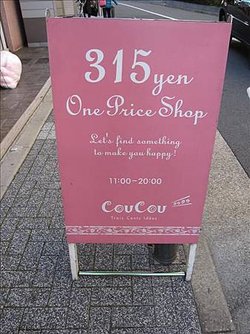 315yen
One Price Shop
Let's find something
to make you happy!
11:00-20:00
CouCou
Trois Cents Idées